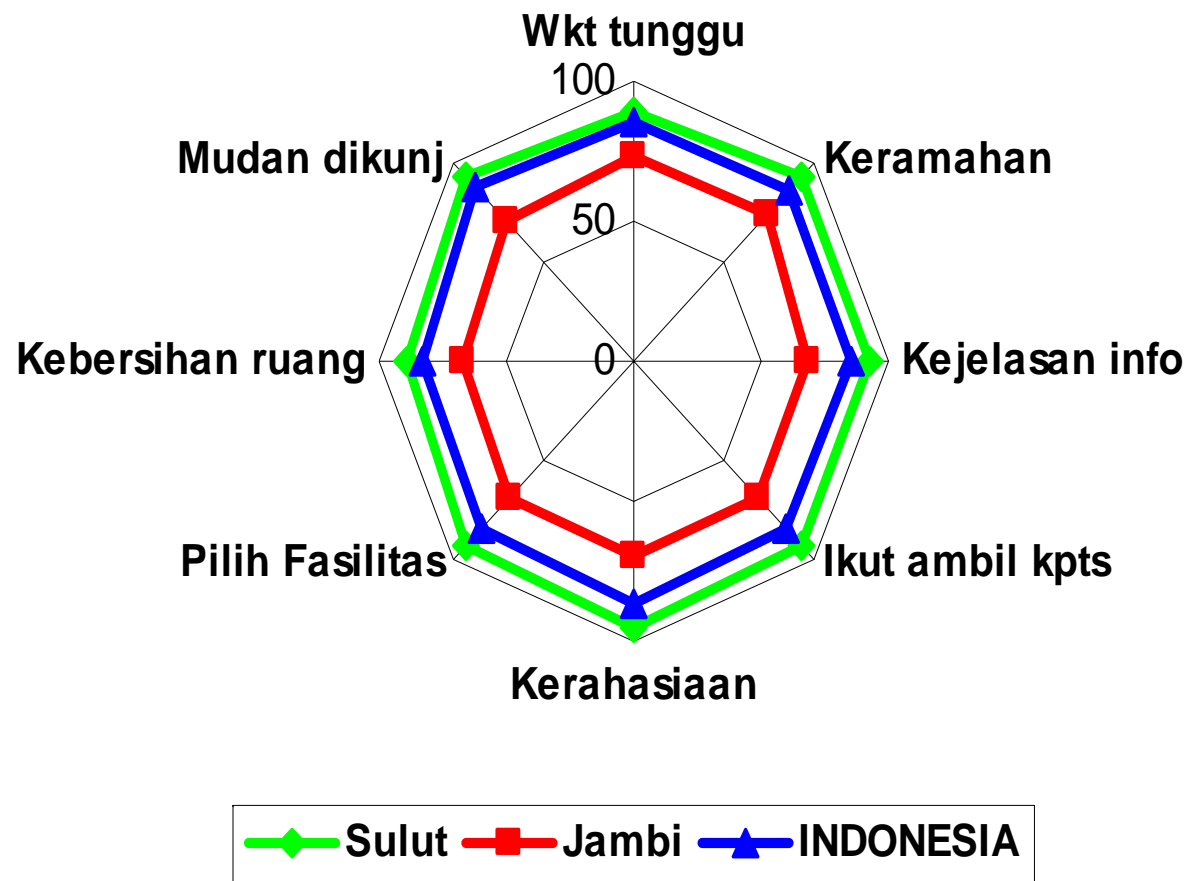 Wkt tunggu
100
Mudan dikunj
Keramahan
50
Kebersihan ruang
0
Kejelasan info
Pilih Fasilitas
Ikut ambil kpts
Kerahasiaan
Sulut Jambi INDONESIA